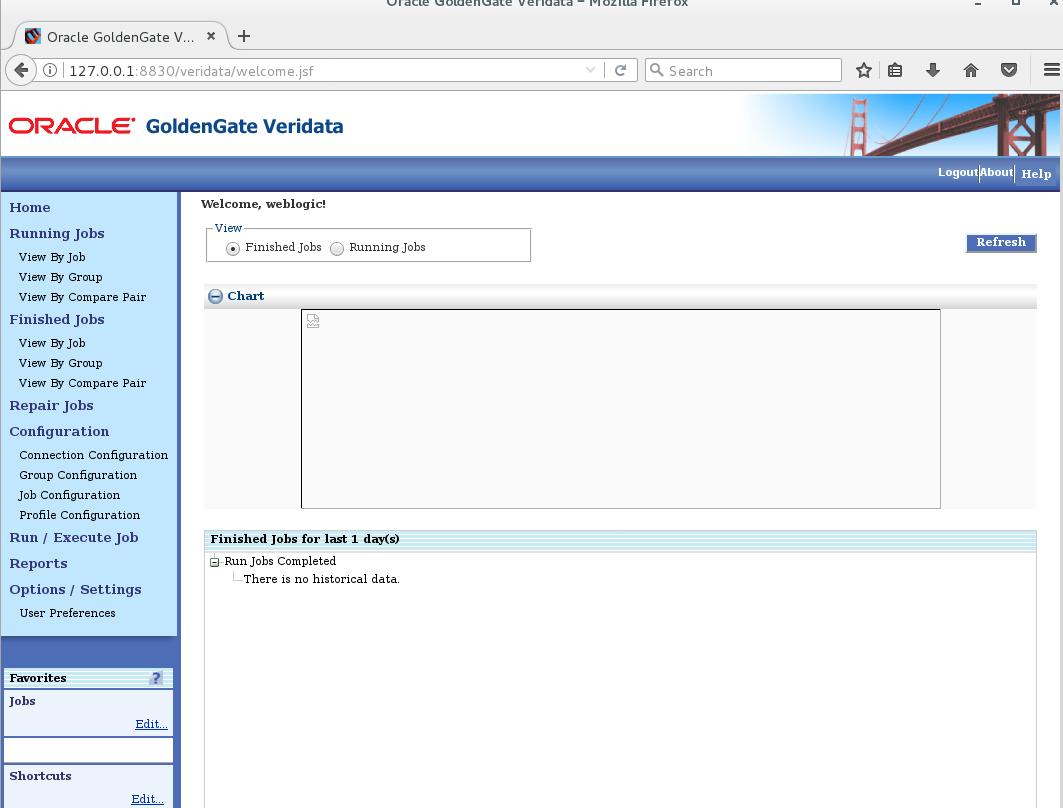 Oracle GoldenGate Veridata – Mozilla Firefox
Oracle GoldenGate V...
127.0.0.1:8830/veridata/welcome.jsf
Search
ORACLE GoldenGate Veridata
Logout About Help
Home
Running Jobs
View By Job
View By Group
View By Compare Pair
Finished Jobs
View By Job
View By Group
View By Compare Pair
Repair Jobs
Configuration
Connection Configuration
Group Configuration
Job Configuration
Profile Configuration
Run / Execute Job
Reports
Options / Settings
User Preferences
Favorites ?
Jobs
Edit...
Shortcuts
Edit...
Welcome, weblogic!
View
Finished Jobs Running Jobs
Refresh
Chart
Finished Jobs for last 1 day(s)
Run Jobs Completed
There is no historical data.